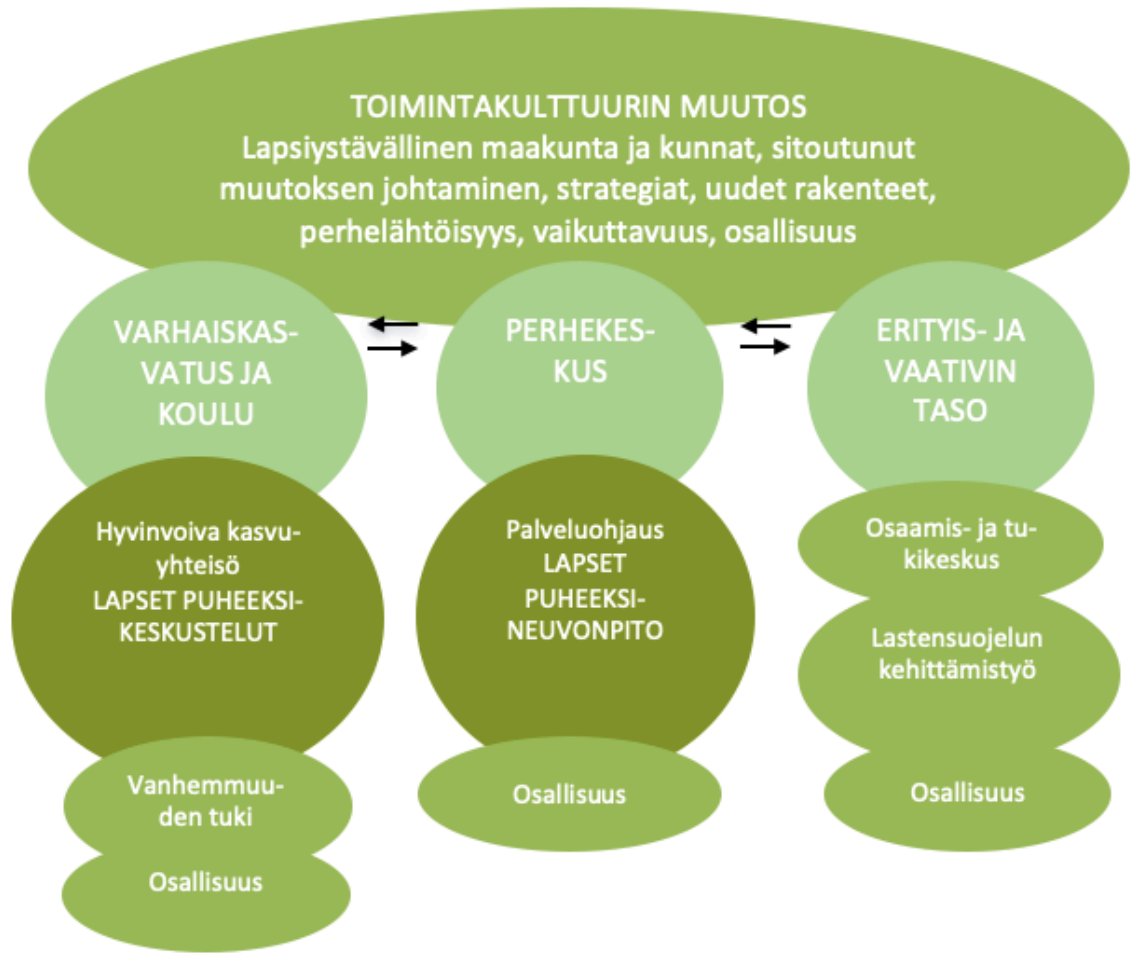 TOIMINTAKULTTUURIN MUUTOS
Lapsiystävällinen maakunta ja kunnat, sitoutunut
muutoksen johtaminen, strategiat, uudet rakenteet,
perhelähtöisyys, vaikuttavuus, osallisuus
VARHAISKAS-
VATUS JA
KOULU
Hyvinvoiva kasvu-
yhteisö
LAPSET PUHEEKSI-
KESKUSTELUT
Vanhemmuu-
den tuki
Osallisuus
PERHEKES-
KUS
Palveluohjaus
LAPSET
PUHEEKSI-
NEUVONPITO
Osallisuus
ERITYIS- JA
VAATIVIN
TASO
Osaamis- ja tu-
kikeskus
Lastensuojelun
kehittämistyö
Osallisuus